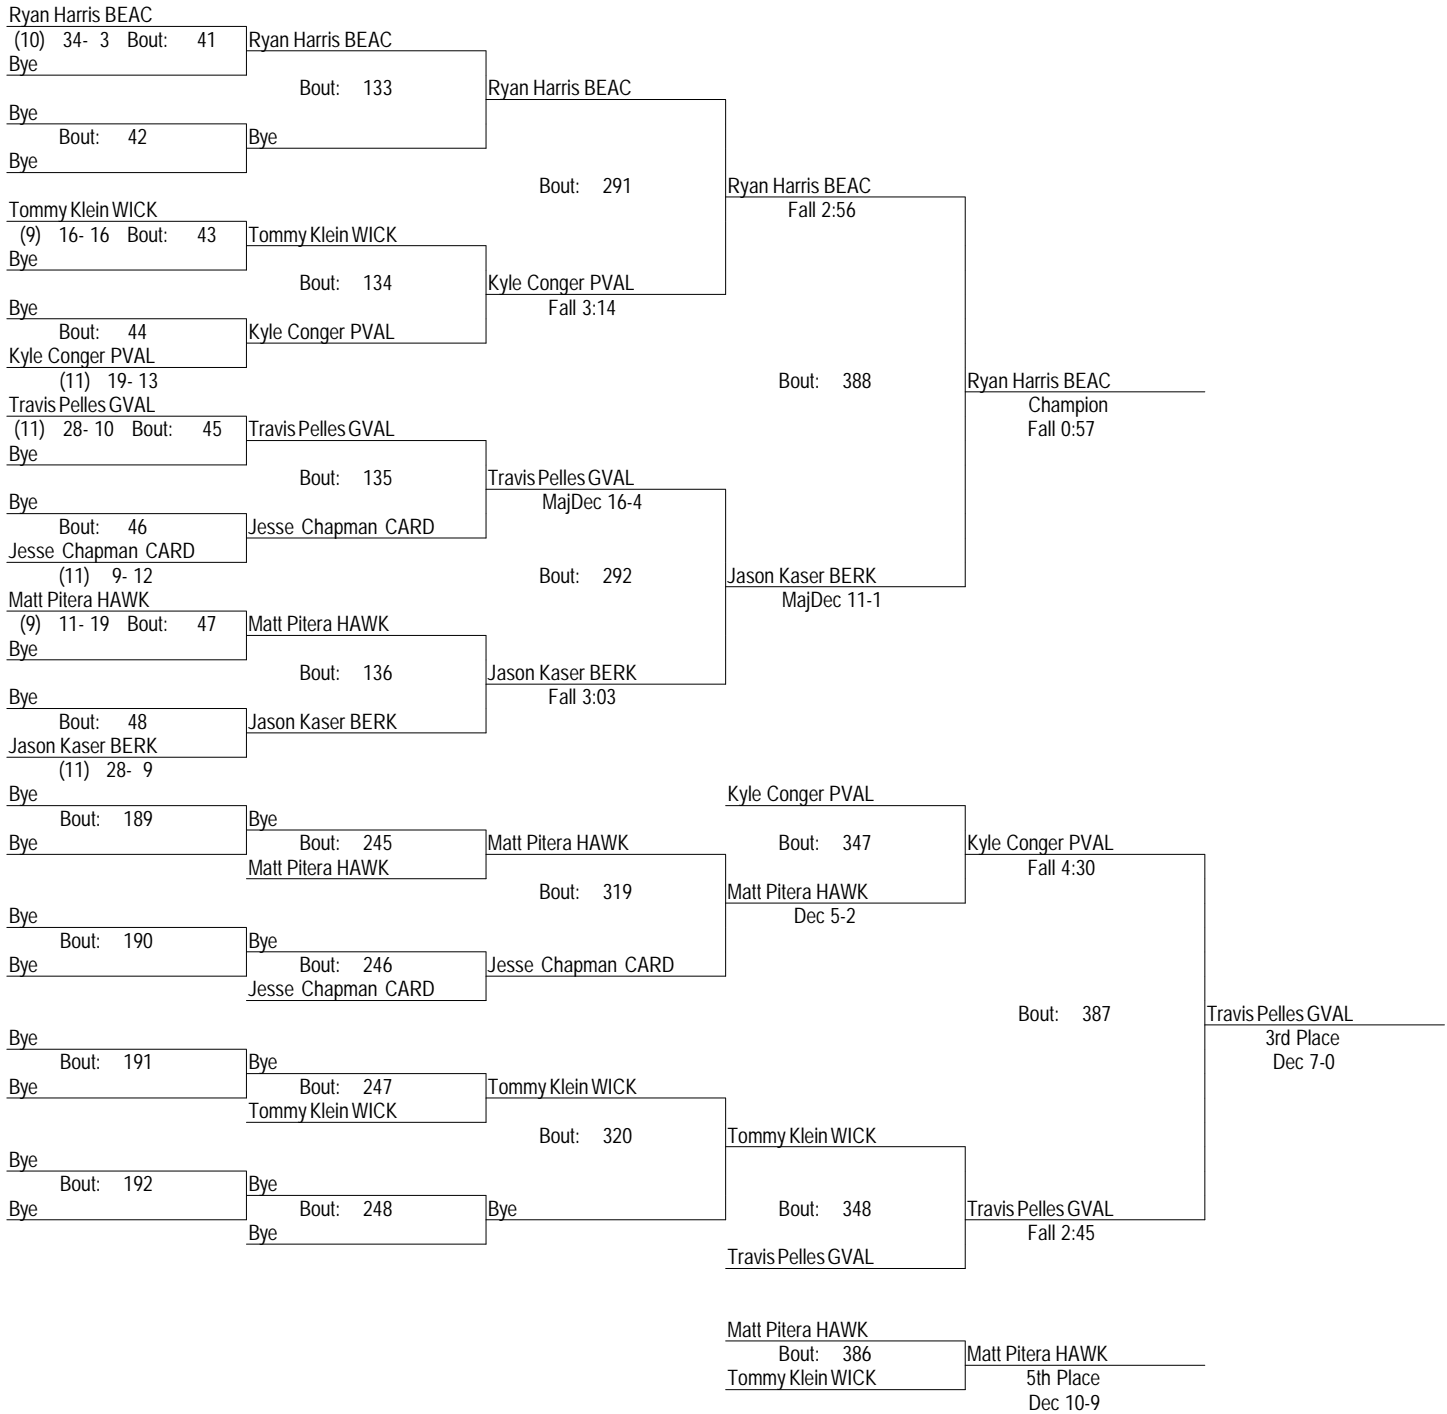 Ryan Harris BEAC
(10) 34- 3 Bout: 41 Ryan Harris BEAC
Bye
Bout: 133 Ryan Harris BEAC
Bye
Bout: 42 Bye
Bye
Bout: 291 Ryan Harris BEAC
Fall 2:56
Tommy Klein WICK
(9) 16- 16 Bout: 43 Tommy Klein WICK
Bye
Bout: 134 Kyle Conger PVAL
Bye Fall 3:14
Bout: 44 Kyle Conger PVAL
Kyle Conger PVAL
(11) 19- 13 Bout: 388 Ryan Harris BEAC
Travis Pelles GVAL Champion
(11) 28- 10 Bout: 45 Travis Pelles GVAL Fall 0:57
Bye
Bout: 135 Travis Pelles GVAL
Bye MajDec 16-4
Bout: 46 Jesse Chapman CARD
Jesse Chapman CARD
(11) 9- 12 Bout: 292 Jason Kaser BERK
Matt Pitera HAWK MajDec 11-1
(9) 11- 19 Bout: 47 Matt Pitera HAWK
Bye
Bout: 136 Jason Kaser BERK
Bye Fall 3:03
Bout: 48 Jason Kaser BERK
Jason Kaser BERK
(11) 28- 9
Bye Kyle Conger PVAL
Bout: 189 Bye
Bye Bout: 245 Matt Pitera HAWK Bout: 347 Kyle Conger PVAL
Matt Pitera HAWK Fall 4:30
Bout: 319 Matt Pitera HAWK
Bye Dec 5-2
Bout: 190 Bye
Bye Bout: 246 Jesse Chapman CARD
Jesse Chapman CARD
Bout: 387 Travis Pelles GVAL
Bye 3rd Place
Bout: 191 Bye Dec 7-0
Bye Bout: 247 Tommy Klein WICK
Tommy Klein WICK
Bout: 320 Tommy Klein WICK
Bye
Bout: 192 Bye
Bye Bout: 248 Bye Bout: 348 Travis Pelles GVAL
Bye Fall 2:45
Travis Pelles GVAL
Matt Pitera HAWK
Bout: 386 Matt Pitera HAWK
Tommy Klein WICK 5th Place
Dec 10-9